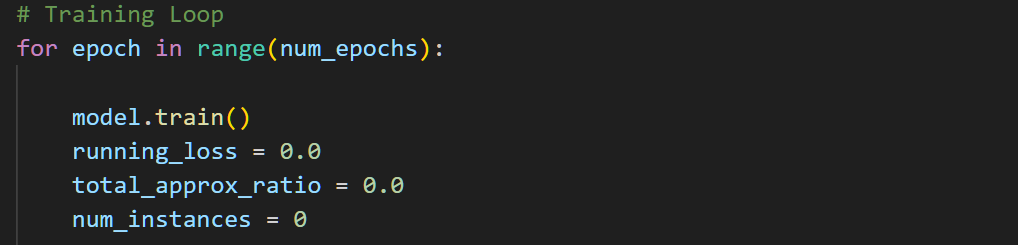 # Training Loop
for epoch in range(num_epochs):
    model.train()
    running_loss = 0.0
    total_approx_ratio = 0.0
    num_instances = 0